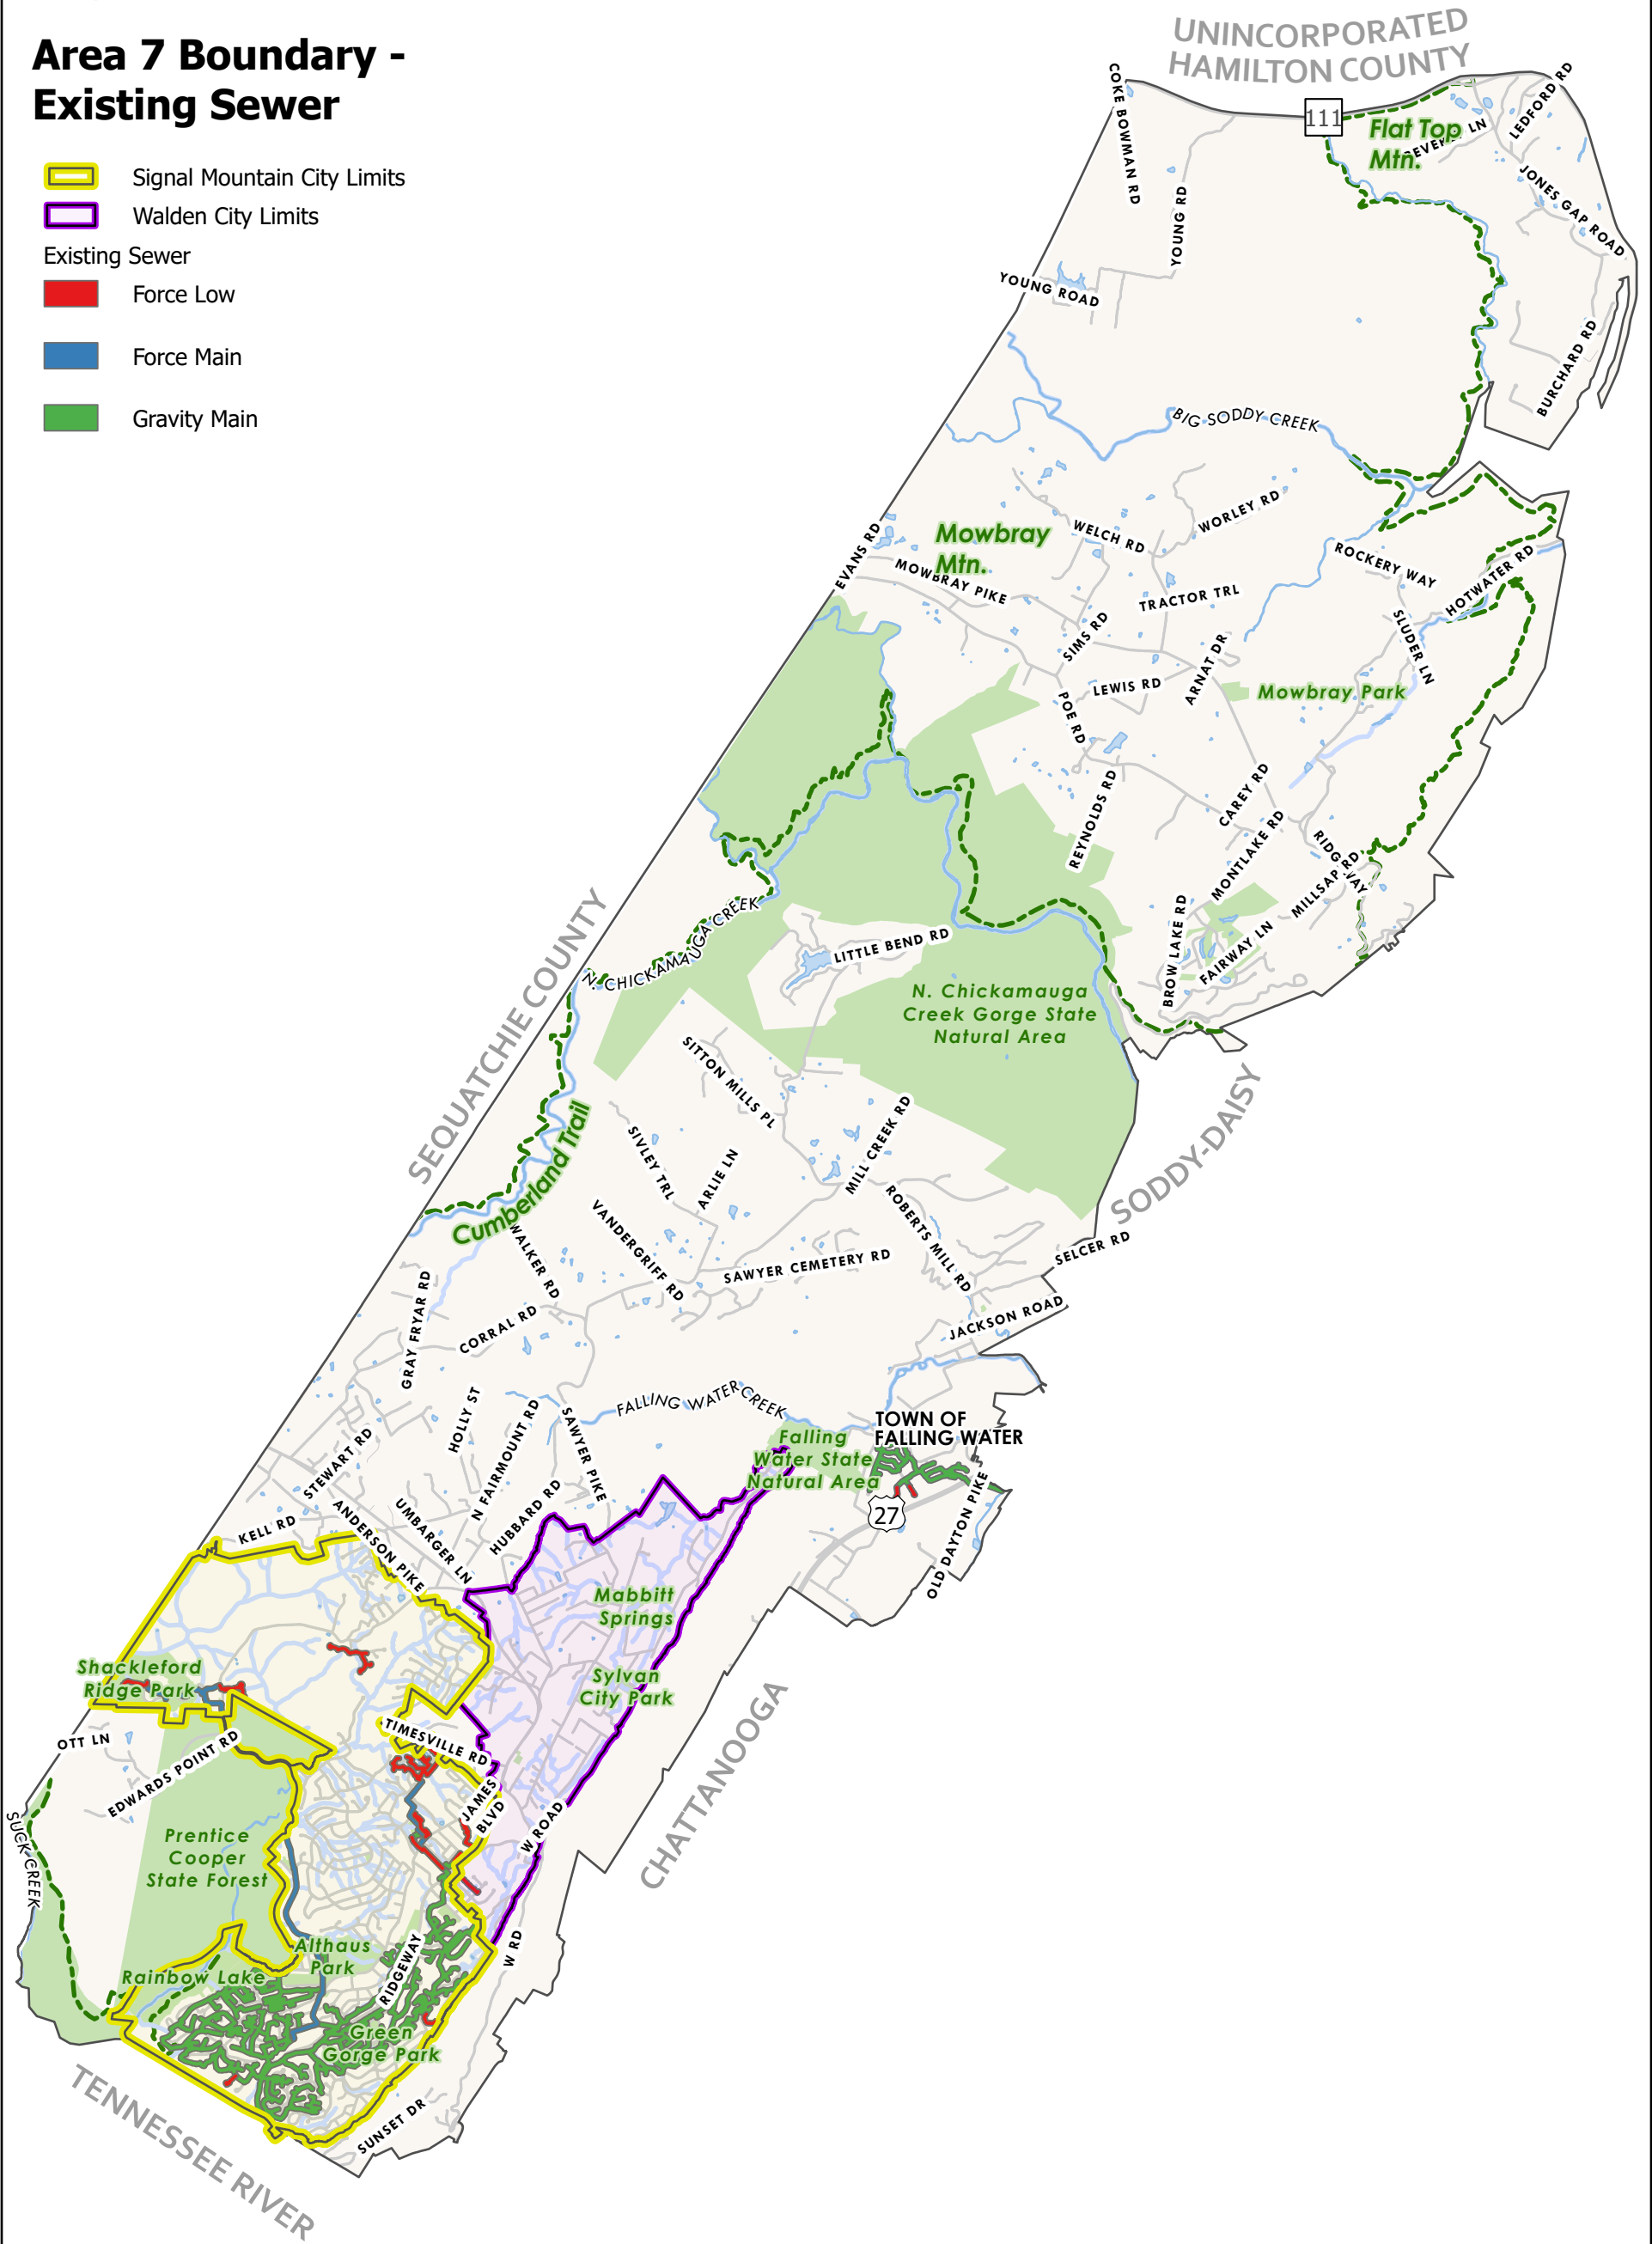 Area 7 Boundary -
Existing Sewer
Signal Mountain City Limits
Walden City Limits
Existing Sewer
Force Low
Force Main
Gravity Main
UNINCORPORATED
HAMILTON COUNTY
COKE BOWMAN RD
111
Flat Top
Mtn.
LN
LEDFORD RD
YOUNG RD
JONES GAP ROAD
YOUNG ROAD
BURCHARD RD
BIG SODDY CREEK
EVANS RD
Mowbray
Mtn.
WELCH RD
WORLEY RD
MOWBRAY PIKE
ROCKERY WAY
HOTWATER RD
TRACTOR TRL
SIMS RD
SLUDER LN
ARNAT DR
LEWIS RD
Mowbray Park
POE RD
REYNOLDS RD
CAREY RD
MONTLAKE RD
RIDGEWAY
MILLSAP RD
BROW LAKE RD
FAIRWAY LN
SEQUATCHIE COUNTY
N. CHICKAMAUGA CREEK
LITTLE BEND RD
N. Chickamauga
Creek Gorge State
Natural Area
SITTON MILLS PL
Cumberland Trail
SIVLEY TRL
ARLIE LN
MILL CREEK RD
SODDY-DAISY
VANDERGRIFF RD
ROBERTS MILL RD
WALKER RD
SAWYER CEMETERY RD
SELCER RD
GRAY FRYAR RD
CORRAL RD
JACKSON ROAD
HOLLY ST
N FAIRMOUNT RD
SAWYER PIKE
FALLING WATER CREEK
TOWN OF
FALLING WATER
Falling
Water State
Natural Area
STEWART RD
27
OLD DAYTON PIKE
KELL RD
ANDERSON PIKE
UMBARGER LN
HUBBARD RD
Mabbitt
Springs
Shackleford
Ridge Park
Sylvan
City Park
OTT LN
EDWARDS POINT RD
TIMESVILLE RD
JAMES
BLVD
W ROAD
CHATTANOOGA
SUCK CREEK
Prentice
Cooper
State Forest
Althaus
Park
RIDGEWAY
W RD
Rainbow Lake
Green
Gorge Park
SUNSET DR
TENNESSEE RIVER